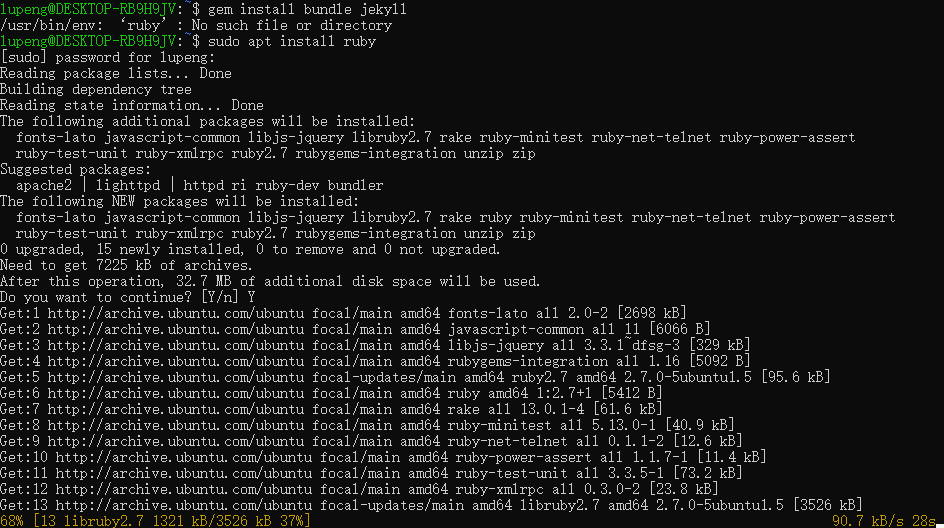 lupeng@DESKTOP-RB9H9JV:~$ gem install bundle jekyll
/usr/bin/env: ‘ruby’: No such file or directory
lupeng@DESKTOP-RB9H9JV:~$ sudo apt install ruby
[sudo] password for lupeng:
Reading package lists... Done
Building dependency tree
Reading state information... Done
The following additional packages will be installed:
  fonts-lato javascript-common libjs-jquery libruby2.7 rake ruby-minitest ruby-net-telnet ruby-power-assert
  ruby-test-unit ruby-xmlrpc ruby2.7 rubygems-integration unzip zip
Suggested packages:
  apache2 | lighttpd | httpd ri ruby-dev bundler
The following NEW packages will be installed:
  fonts-lato javascript-common libjs-jquery libruby2.7 rake ruby ruby-minitest ruby-net-telnet ruby-power-assert
  ruby-test-unit ruby-xmlrpc ruby2.7 rubygems-integration unzip zip
0 upgraded, 15 newly installed, 0 to remove and 0 not upgraded.
Need to get 7225 kB of archives.
After this operation, 32.7 MB of additional disk space will be used.
Do you want to continue? [Y/n] Y
Get:1 http://archive.ubuntu.com/ubuntu focal/main amd64 fonts-lato all 2.0-2 [2698 kB]
Get:2 http://archive.ubuntu.com/ubuntu focal/main amd64 javascript-common all 11 [6066 B]
Get:3 http://archive.ubuntu.com/ubuntu focal/main amd64 libjs-jquery all 3.3.1~dfsg-3 [329 kB]
Get:4 http://archive.ubuntu.com/ubuntu focal/main amd64 rubygems-integration all 1.16 [5092 B]
Get:5 http://archive.ubuntu.com/ubuntu focal-updates/main amd64 ruby2.7 amd64 2.7.0-5ubuntu1.5 [95.6 kB]
Get:6 http://archive.ubuntu.com/ubuntu focal/main amd64 ruby amd64 1:2.7+1 [5412 B]
Get:7 http://archive.ubuntu.com/ubuntu focal/main amd64 rake all 13.0.1-4 [61.6 kB]
Get:8 http://archive.ubuntu.com/ubuntu focal/main amd64 ruby-minitest all 5.13.0-1 [40.9 kB]
Get:9 http://archive.ubuntu.com/ubuntu focal/main amd64 ruby-net-telnet all 0.1.1-2 [12.6 kB]
Get:10 http://archive.ubuntu.com/ubuntu focal/main amd64 ruby-power-assert all 1.1.7-1 [11.4 kB]
Get:11 http://archive.ubuntu.com/ubuntu focal/main amd64 ruby-test-unit all 3.3.5-1 [73.2 kB]
Get:12 http://archive.ubuntu.com/ubuntu focal/main amd64 ruby-xmlrpc all 0.3.0-2 [23.8 kB]
Get:13 http://archive.ubuntu.com/ubuntu focal-updates/main amd64 libruby2.7 amd64 2.7.0-5ubuntu1.5 [3526 kB]
68% [13 libruby2.7 1321 kB/3526 kB 37%] 90.7 kB/s 28s